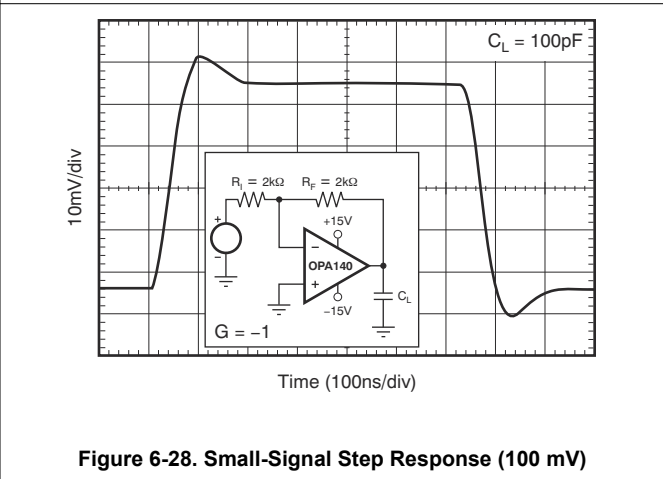 C_L = 100pF
10mV/div
R_I = 2kΩ
R_F = 2kΩ
+15V
+
–
–
OPA140
+
C_L
–15V
G = –1
Time (100ns/div)
Figure 6-28. Small-Signal Step Response (100 mV)